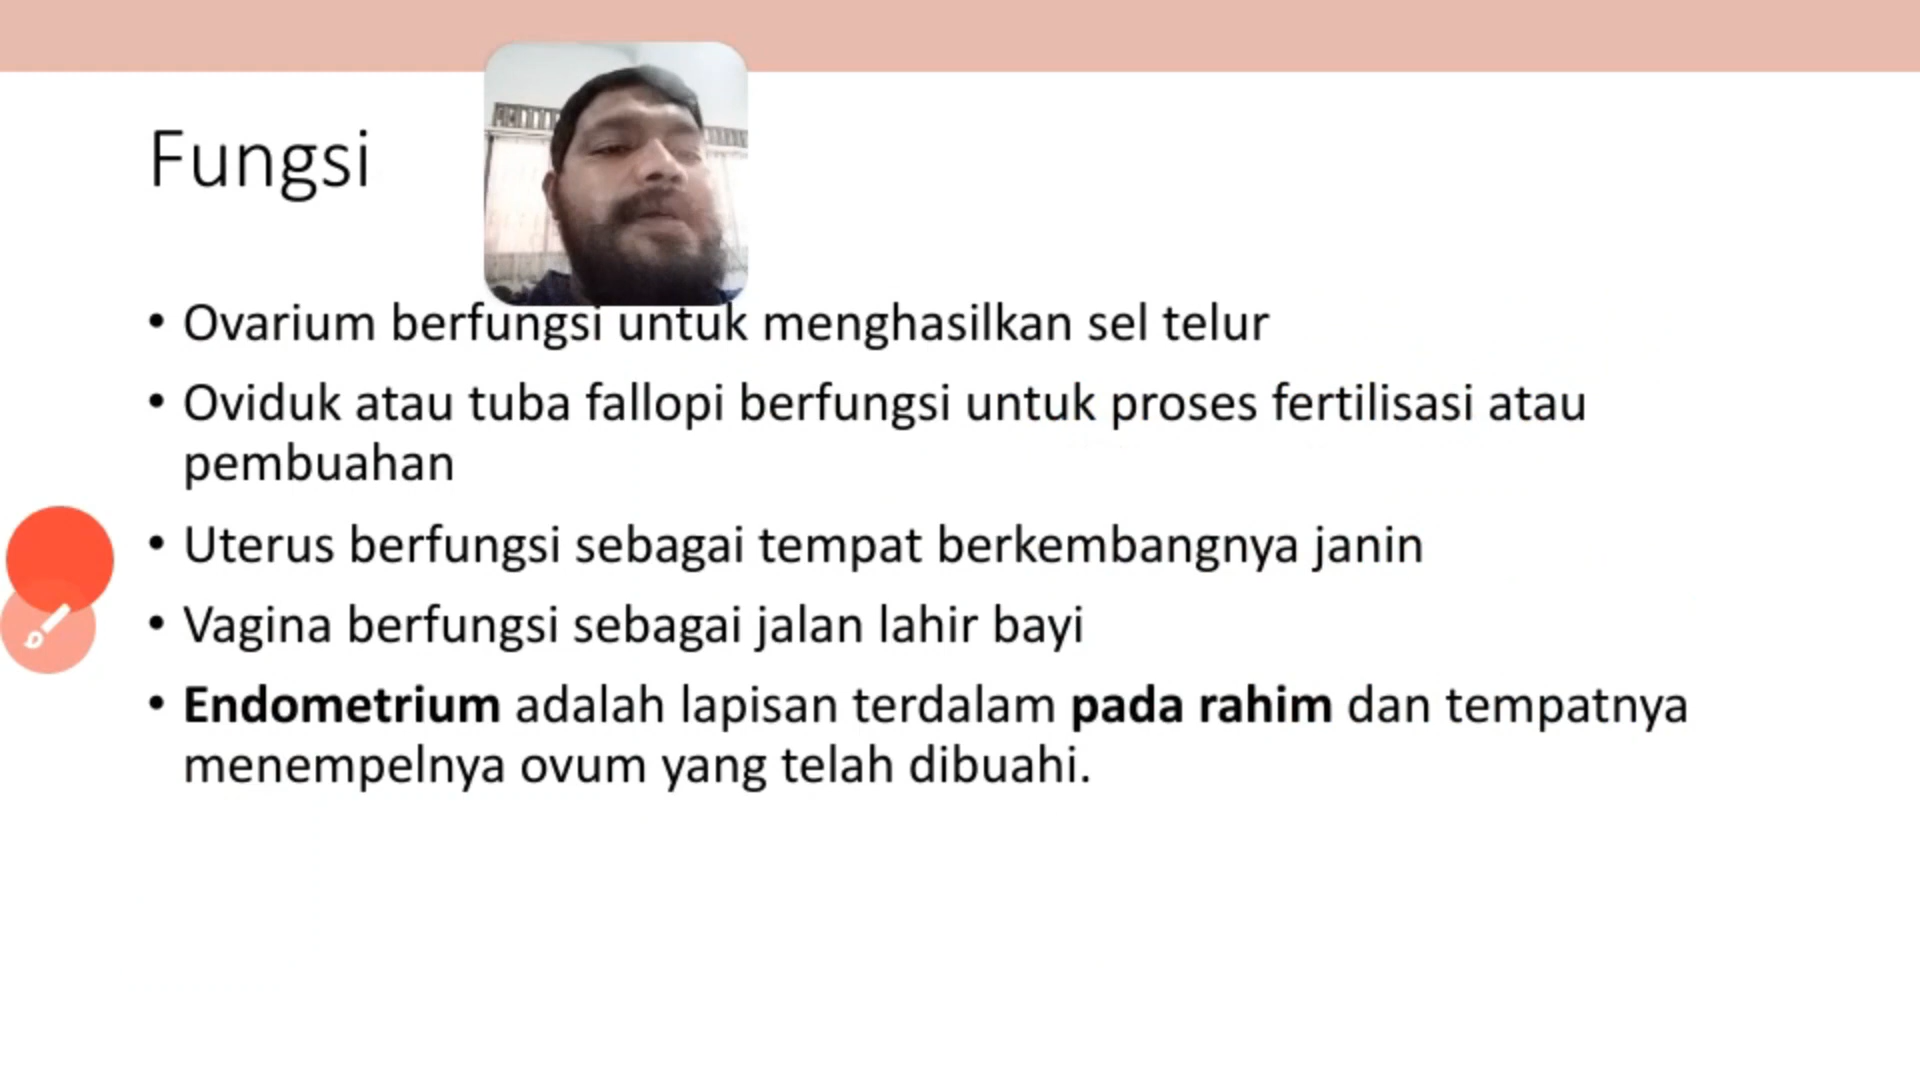 Fungsi
• Ovarium berfungsi untuk menghasilkan sel telur
• Oviduk atau tuba fallopi berfungsi untuk proses fertilisasi atau
pembuahan
• Uterus berfungsi sebagai tempat berkembangnya janin
• Vagina berfungsi sebagai jalan lahir bayi
• Endometrium adalah lapisan terdalam pada rahim dan tempatnya
menempelnya ovum yang telah dibuahi.